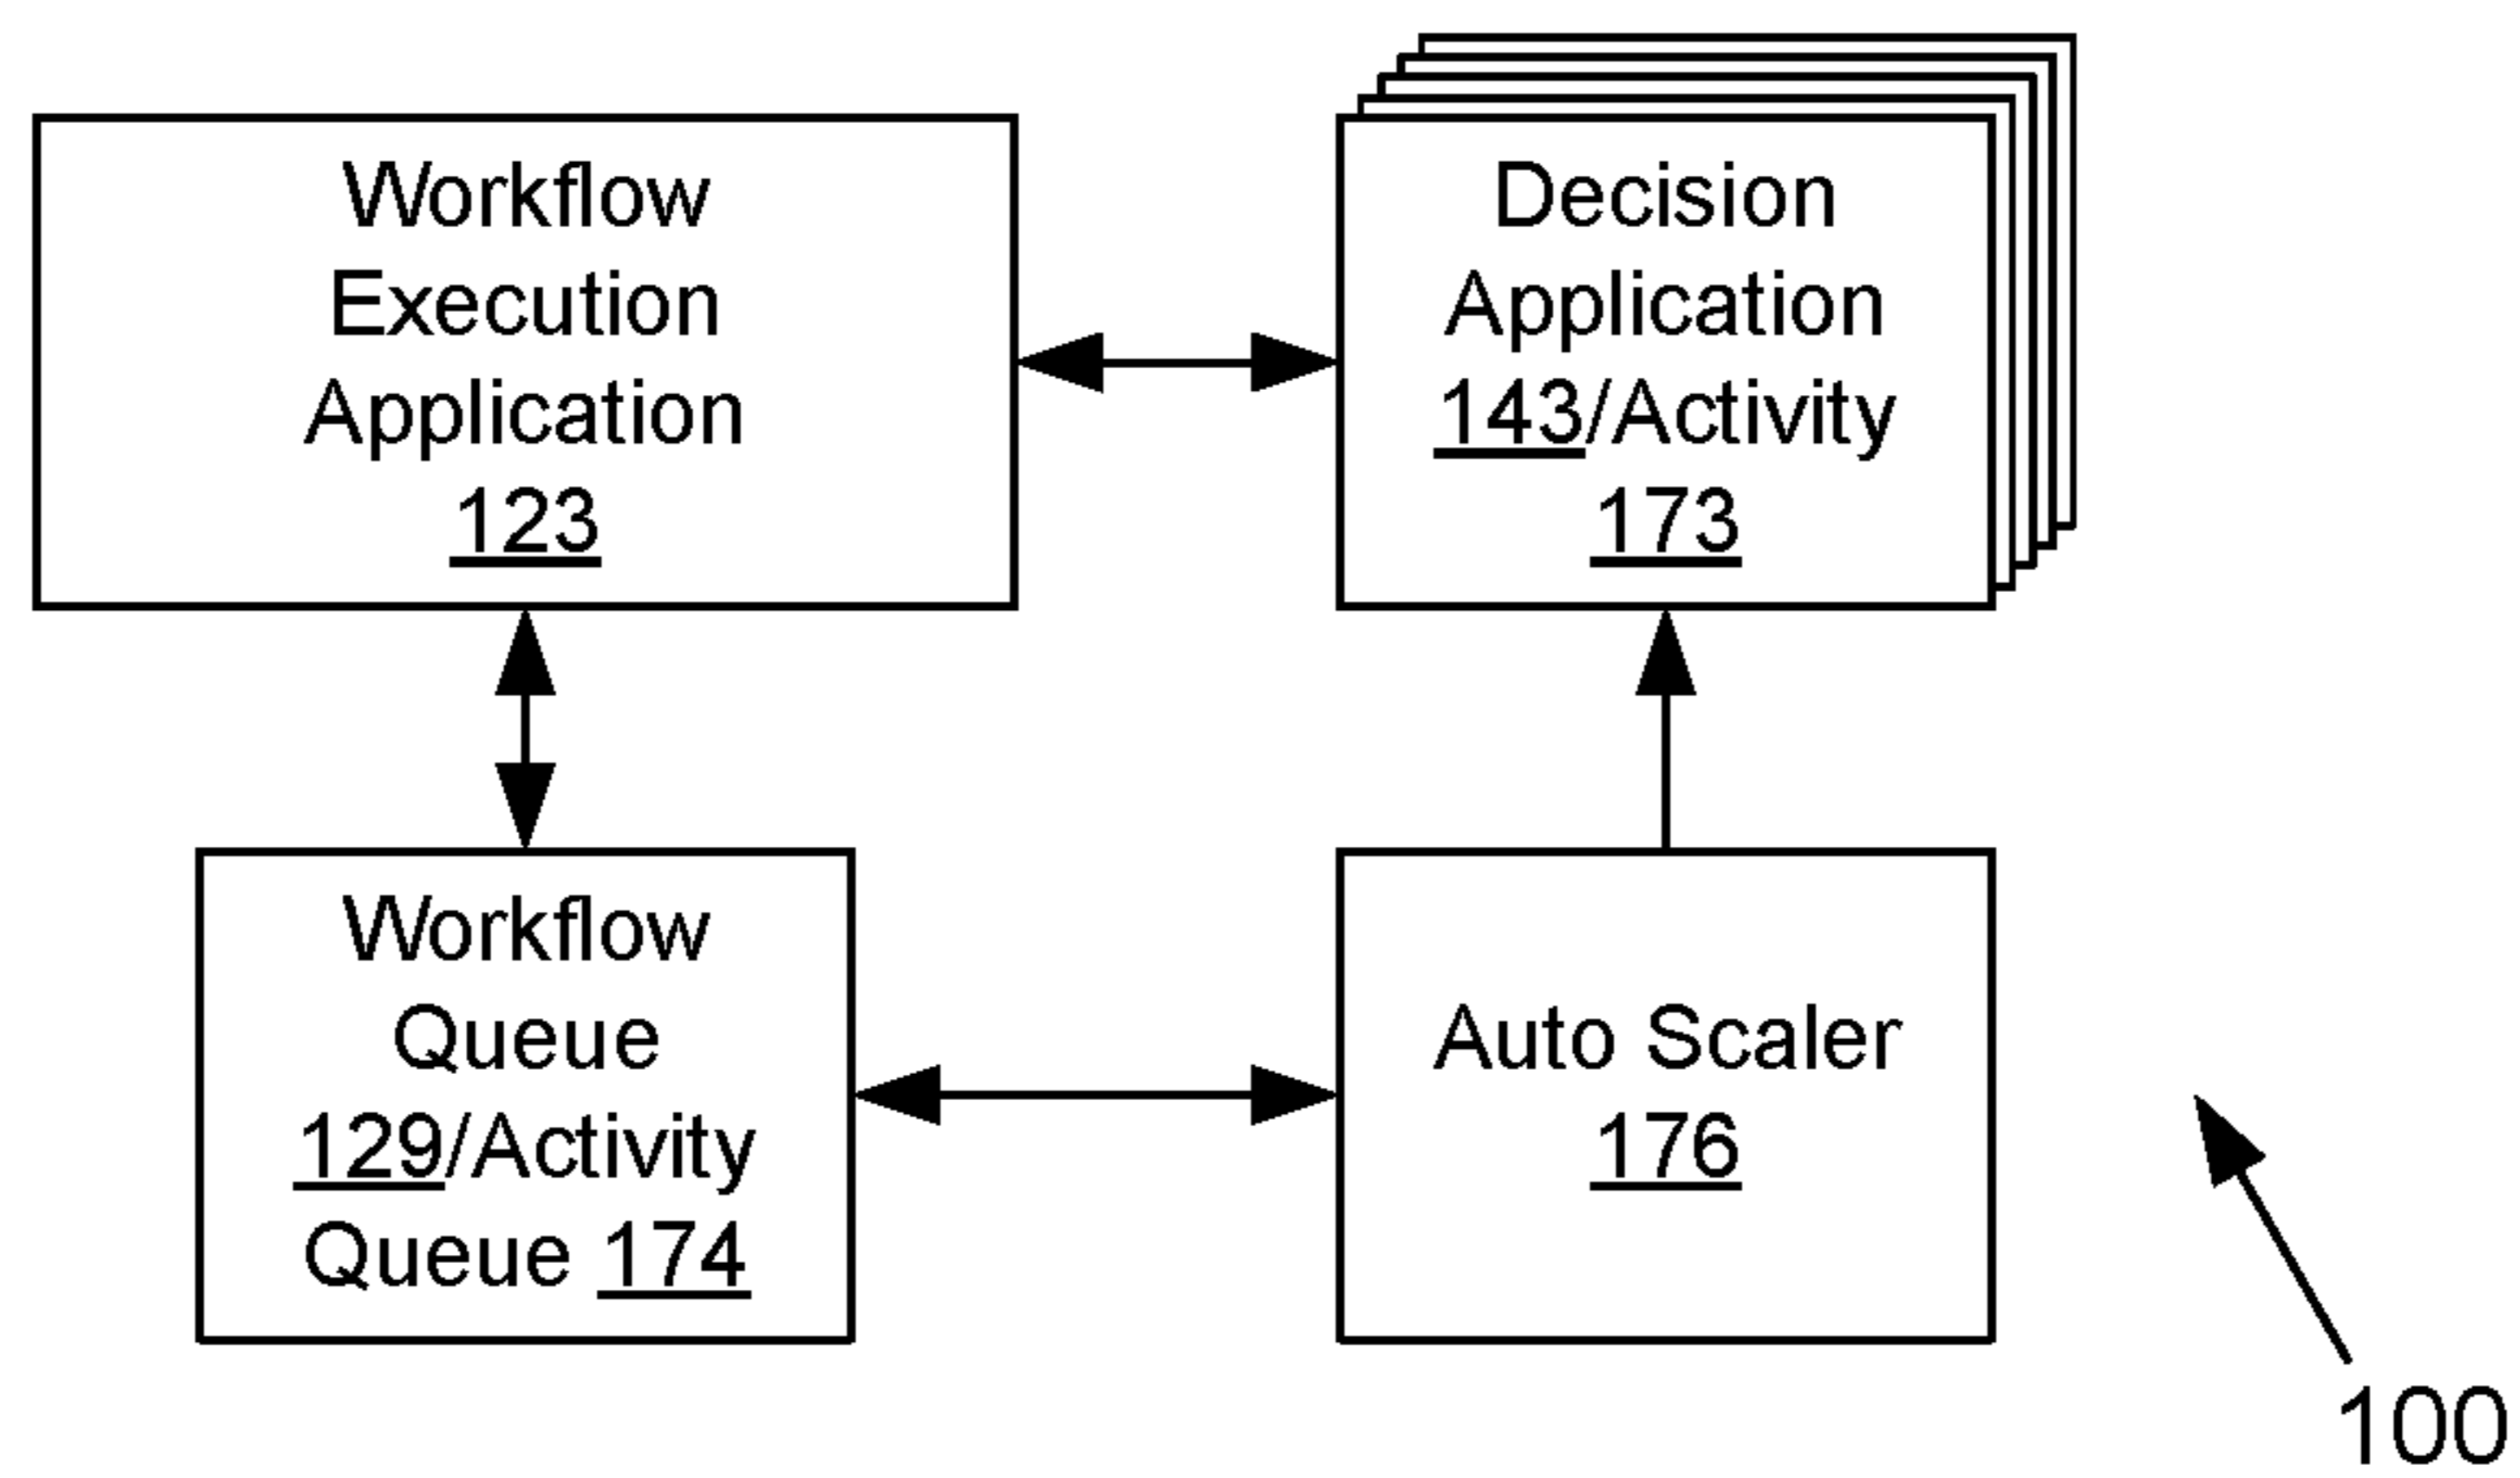 Workflow
Execution
Application
123
Decision
Application
143/Activity
173
Workflow
Queue
129/Activity
Queue 174
Auto Scaler
176
100